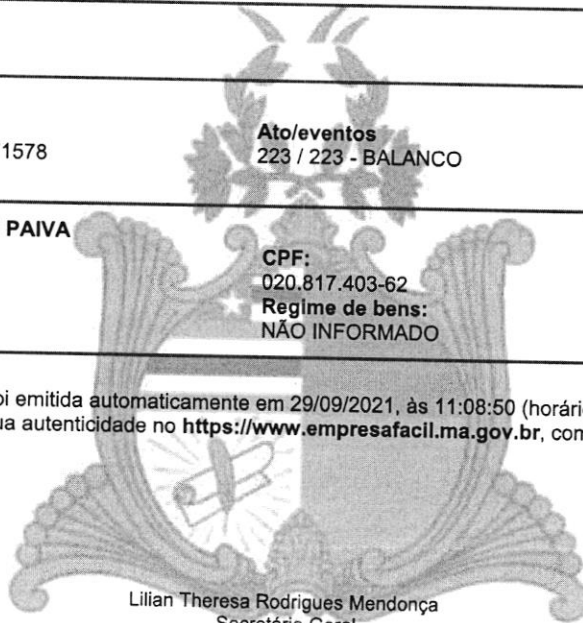 1578
Ato/eventos
223 / 223 - BALANCO
PAIVA
CPF:
020.817.403-62
Regime de bens:
NÃO INFORMADO
oi emitida automaticamente em 29/09/2021, às 11:08:50 (horári
ua autenticidade no https://www.empresafacil.ma.gov.br, com
Lilian Theresa Rodrigues Mendonça
Secretário Geral